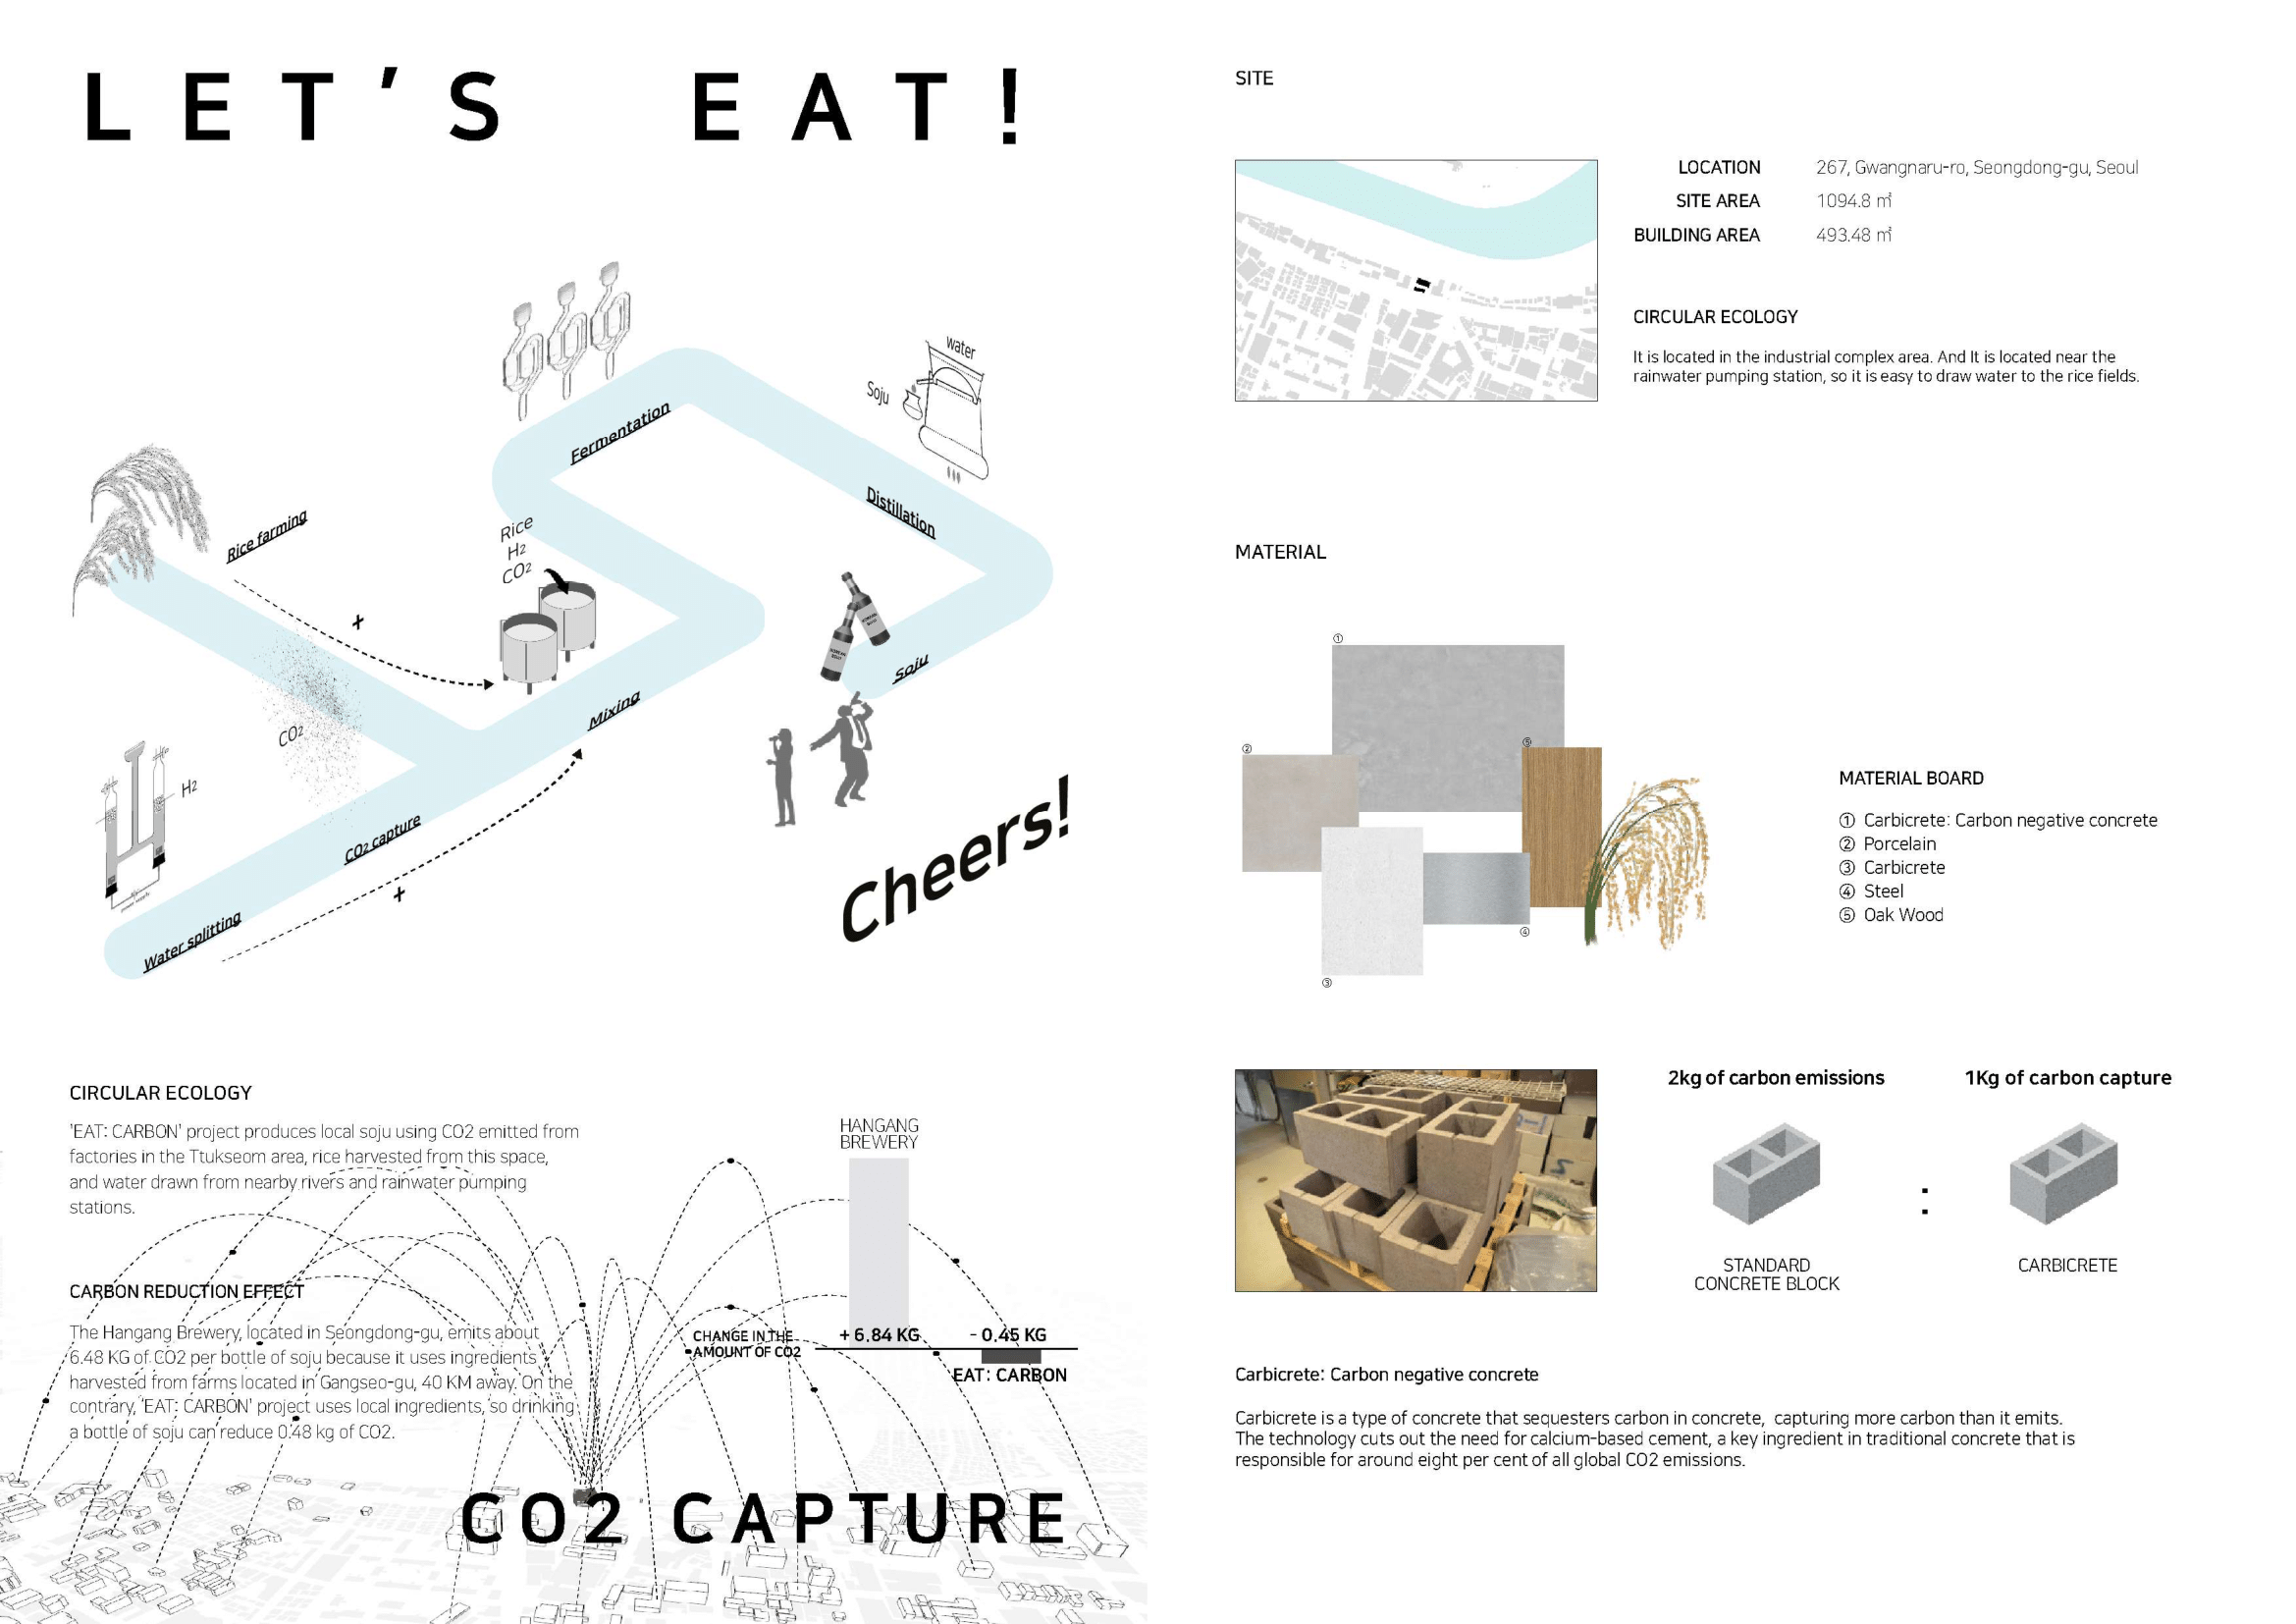 LET'S EAT!
water
Soju
Fermentation
Distillation
Rice farming
Rice
H2
CO2
+
Soju
Mixing
CO2
H2
CO2 capture
+
Cheers!
Water splitting
CIRCULAR ECOLOGY
'EAT: CARBON' project produces local soju using CO2 emitted from
factories in the Ttukseom area, rice harvested from this space,
and water drawn from nearby rivers and rainwater pumping
stations.
CARBON REDUCTION EFFECT
The Hangang Brewery, located in Seongdong-gu, emits about
6.48 KG of CO2 per bottle of soju because it uses ingredients
harvested from farms located in Gangseo-gu, 40 KM away. On the
contrary, 'EAT: CARBON' project uses local ingredients, so drinking
a bottle of soju can reduce 0.48 kg of CO2.
HANGANG
BREWERY
CHANGE IN THE
AMOUNT OF CO2
+ 6.84 KG
- 0.45 KG
EAT: CARBON
CO2 CAPTURE
SITE
LOCATION 267, Gwangnaru-ro, Seongdong-gu, Seoul
SITE AREA 1094.8 ㎡
BUILDING AREA 493.48 ㎡
CIRCULAR ECOLOGY
It is located in the industrial complex area. And It is located near the
rainwater pumping station, so it is easy to draw water to the rice fields.
MATERIAL
①
②
⑤
④
③
MATERIAL BOARD
① Carbicrete: Carbon negative concrete
② Porcelain
③ Carbicrete
④ Steel
⑤ Oak Wood
2kg of carbon emissions
1Kg of carbon capture
:
STANDARD
CONCRETE BLOCK
CARBICRETE
Carbicrete: Carbon negative concrete
Carbicrete is a type of concrete that sequesters carbon in concrete, capturing more carbon than it emits.
The technology cuts out the need for calcium-based cement, a key ingredient in traditional concrete that is
responsible for around eight per cent of all global CO2 emissions.